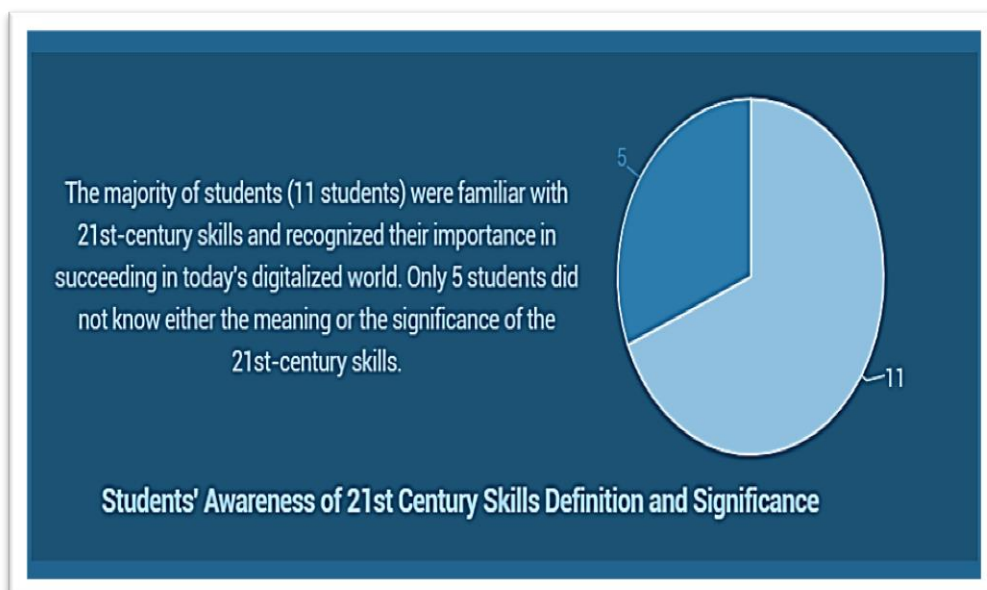 The majority of students (11 students) were familiar with
21st-century skills and recognized their importance in
succeeding in today's digitalized world. Only 5 students did
not know either the meaning or the significance of the
21st-century skills.
5
11
Students' Awareness of 21st Century Skills Definition and Significance